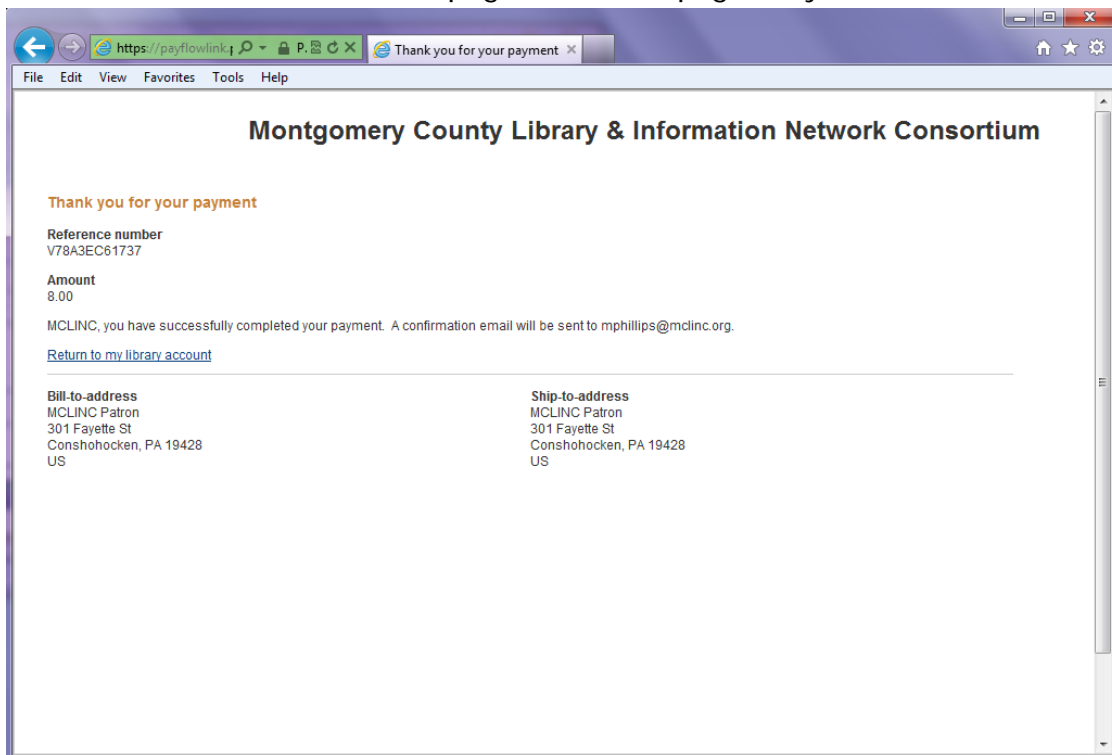 https://payflowlink.p
P.
Thank you for your payment
File Edit View Favorites Tools Help
Montgomery County Library & Information Network Consortium
Thank you for your payment
Reference number
V78A3EC61737
Amount
8.00
MCLINC, you have successfully completed your payment. A confirmation email will be sent to mphillips@mclinc.org.
Return to my library account
Bill-to-address
MCLINC Patron
301 Fayette St
Conshohocken, PA 19428
US
Ship-to-address
MCLINC Patron
301 Fayette St
Conshohocken, PA 19428
US